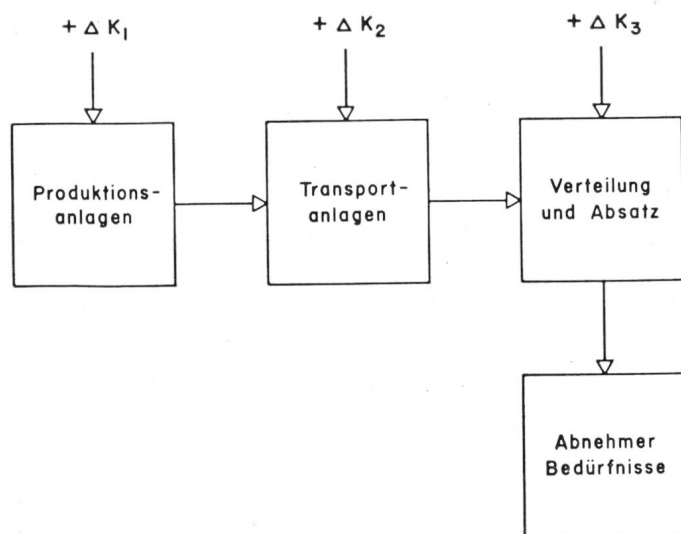 + Δ K₁
+ Δ K₂
+ Δ K₃
Produktions-
anlagen
Transport-
anlagen
Verteilung
und Absatz
Abnehmer
Bedürfnisse